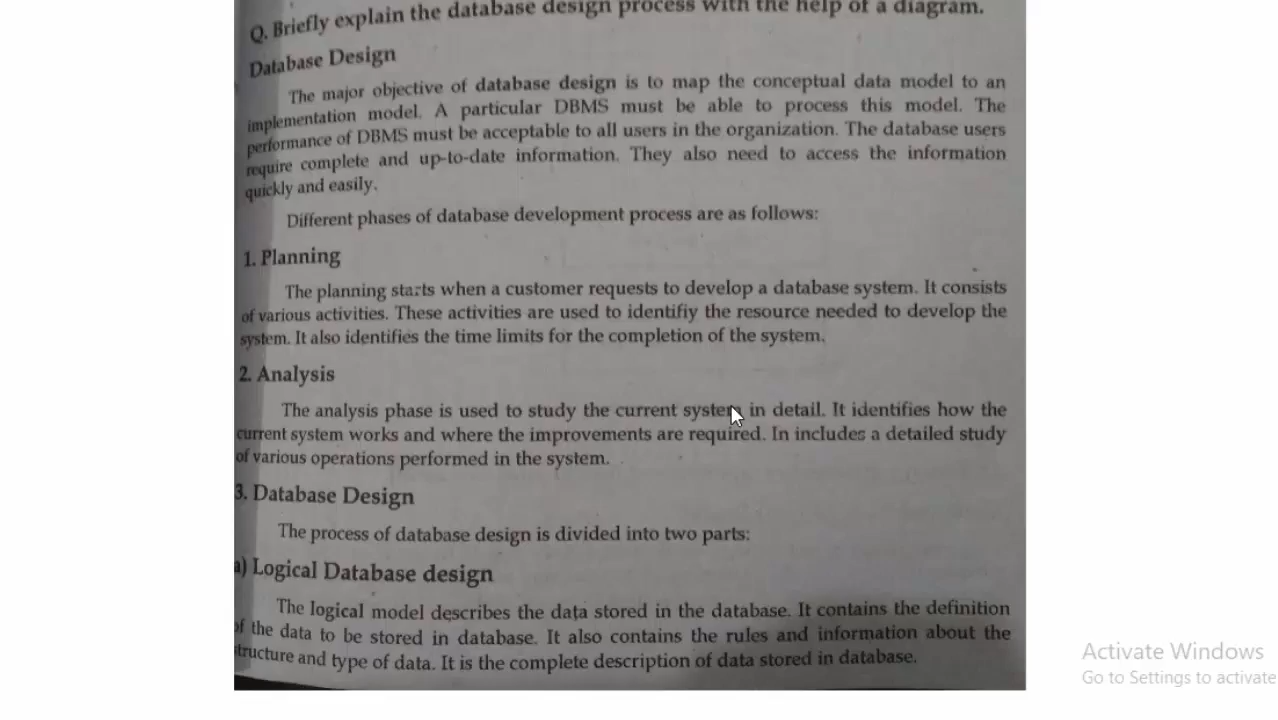 Q. Briefly explain the database design process with the help of a diagram.
Database Design
The major objective of database design is to map the conceptual data model to an
implementation model. A particular DBMS must be able to process this model. The
performance of DBMS must be acceptable to all users in the organization. The database users
require complete and up-to-date information. They also need to access the information
quickly and easily.
Different phases of database development process are as follows:
1. Planning
The planning starts when a customer requests to develop a database system. It consists
of various activities. These activities are used to identifiy the resource needed to develop the
system. It also identifies the time limits for the completion of the system.
2. Analysis
The analysis phase is used to study the current system in detail. It identifies how the
current system works and where the improvements are required. In includes a detailed study
of various operations performed in the system.
3. Database Design
The process of database design is divided into two parts:
a) Logical Database design
The logical model describes the data stored in the database. It contains the definition
of the data to be stored in database. It also contains the rules and information about the
structure and type of data. It is the complete description of data stored in database.
Activate Windows
Go to Settings to activate